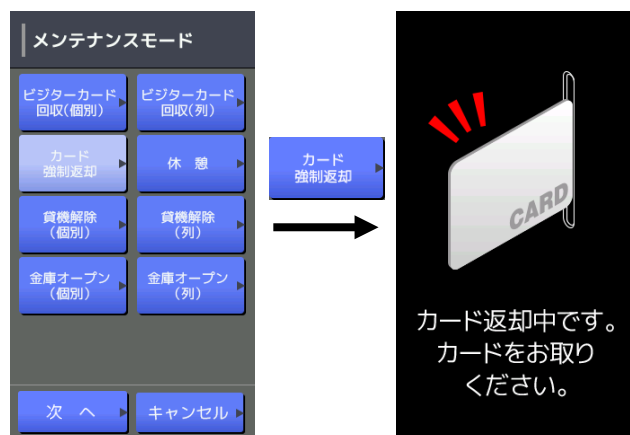 メンテナンスモード
ビジターカード
回収(個別)
ビジターカード
回収(列)
カード
強制返却
休 憩
貸機解除
(個別)
貸機解除
(列)
金庫オープン
(個別)
金庫オープン
(列)
次 へ
キャンセル
カード
強制返却
CARD
カード返却中です。
カードをお取り
ください。